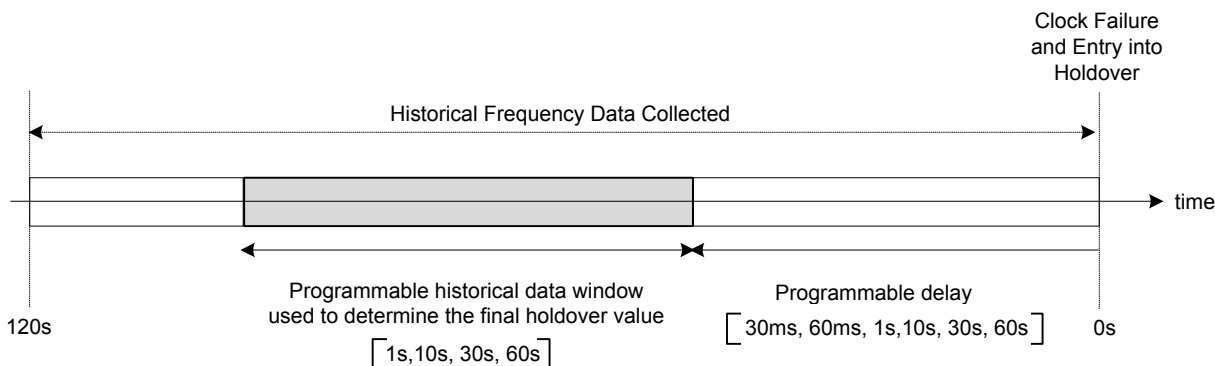 Clock Failure
and Entry into
Holdover
Historical Frequency Data Collected
time
Programmable historical data window
used to determine the final holdover value
[1s,10s, 30s, 60s]
Programmable delay
[30ms, 60ms, 1s,10s, 30s, 60s]
120s
0s